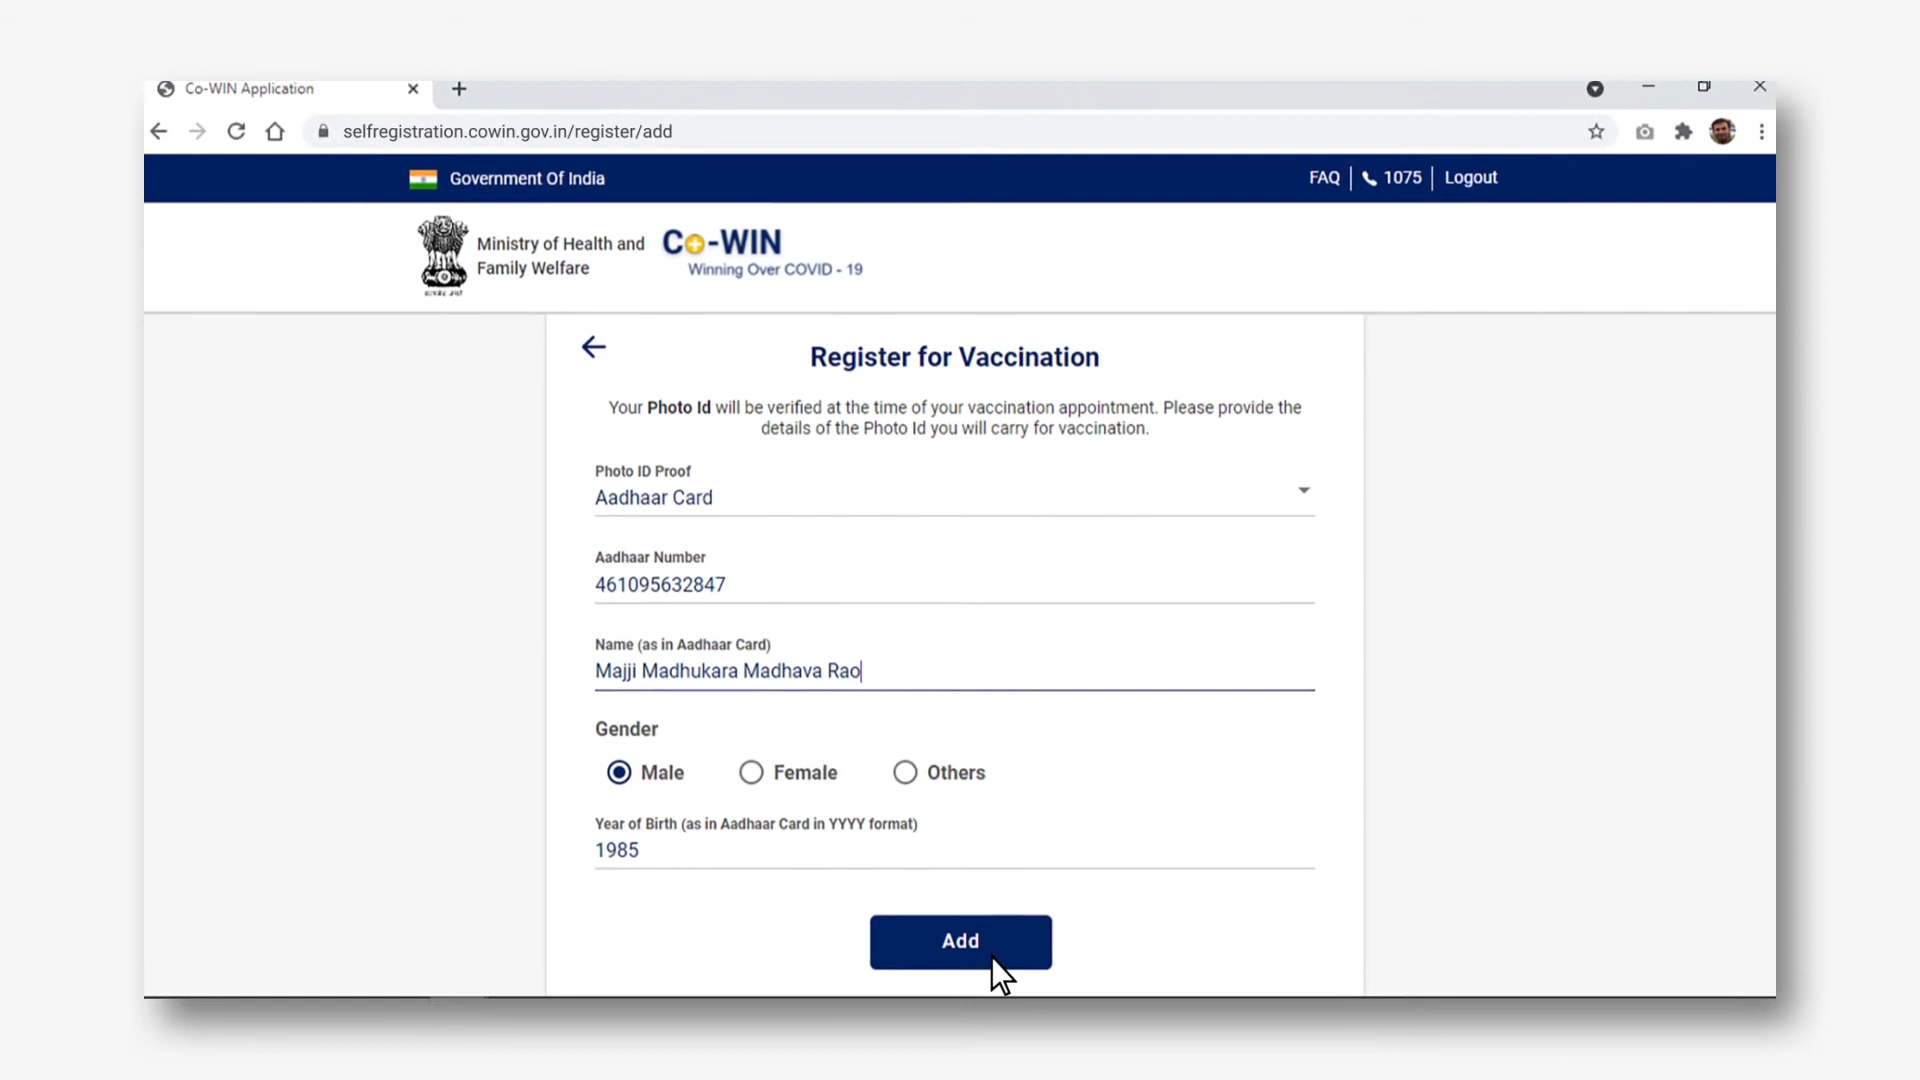 Co-WIN Application
selfregistration.cowin.gov.in/register/add
Government Of India
FAQ 1075 Logout
Ministry of Health and
Family Welfare
Co-WIN
Winning Over COVID - 19
Register for Vaccination
Your Photo Id will be verified at the time of your vaccination appointment. Please provide the
details of the Photo Id you will carry for vaccination.
Photo ID Proof
Aadhaar Card
Aadhaar Number
461095632847
Name (as in Aadhaar Card)
Majji Madhukara Madhava Rao
Gender
Male Female Others
Year of Birth (as in Aadhaar Card in YYYY format)
1985
Add